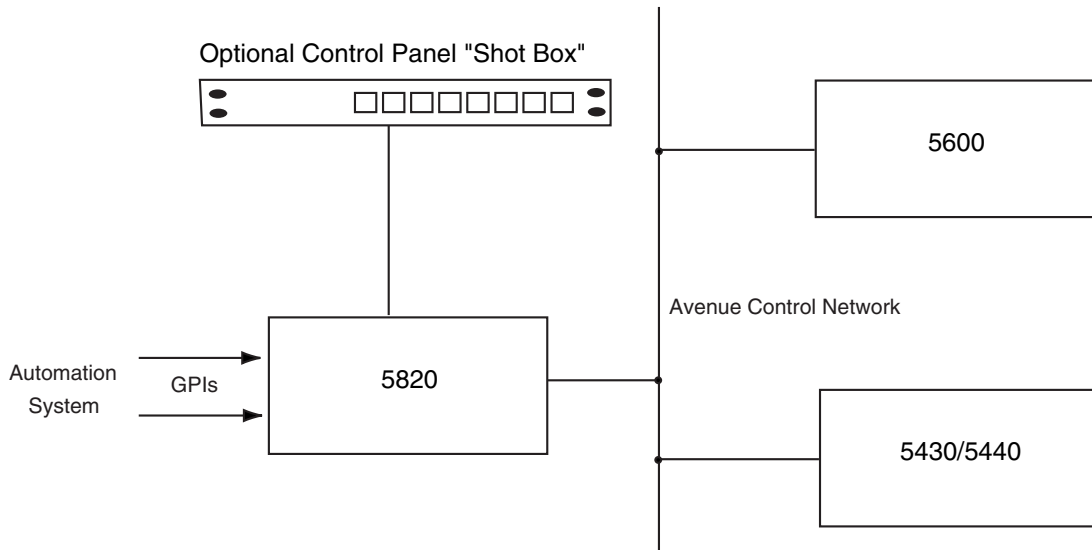 Optional Control Panel "Shot Box"
5600
Avenue Control Network
Automation
System
GPIs
5820
5430/5440